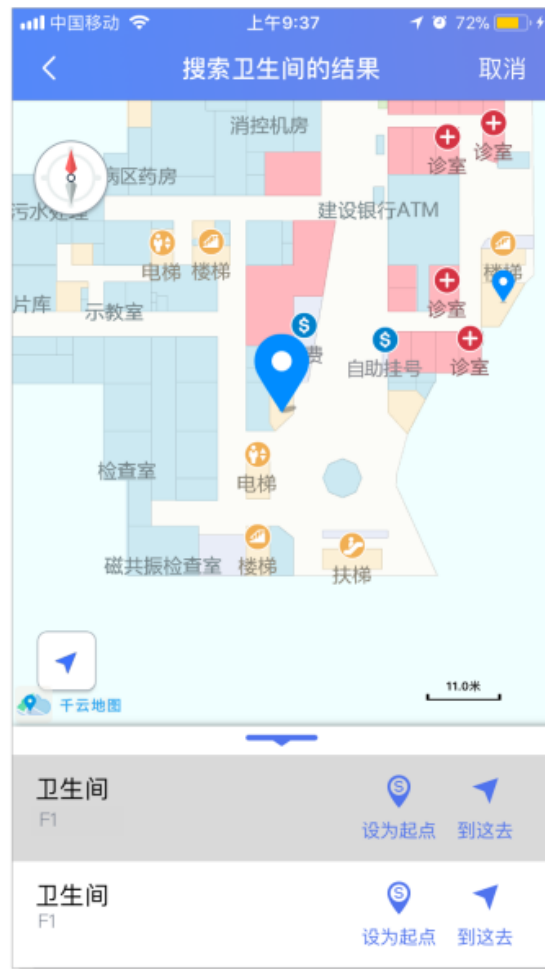 中国移动 上午9:37 72%
搜索卫生间的结果 取消
消控机房
诊室 诊室
病区药房
污水处理 建设银行ATM
电梯 楼梯 楼梯
片库 示教室 诊室
费 自助挂号 诊室
检查室 电梯
磁共振检查室 楼梯 扶梯
11.0米
千云地图
卫生间
F1
设为起点 到这去
卫生间
F1
设为起点 到这去